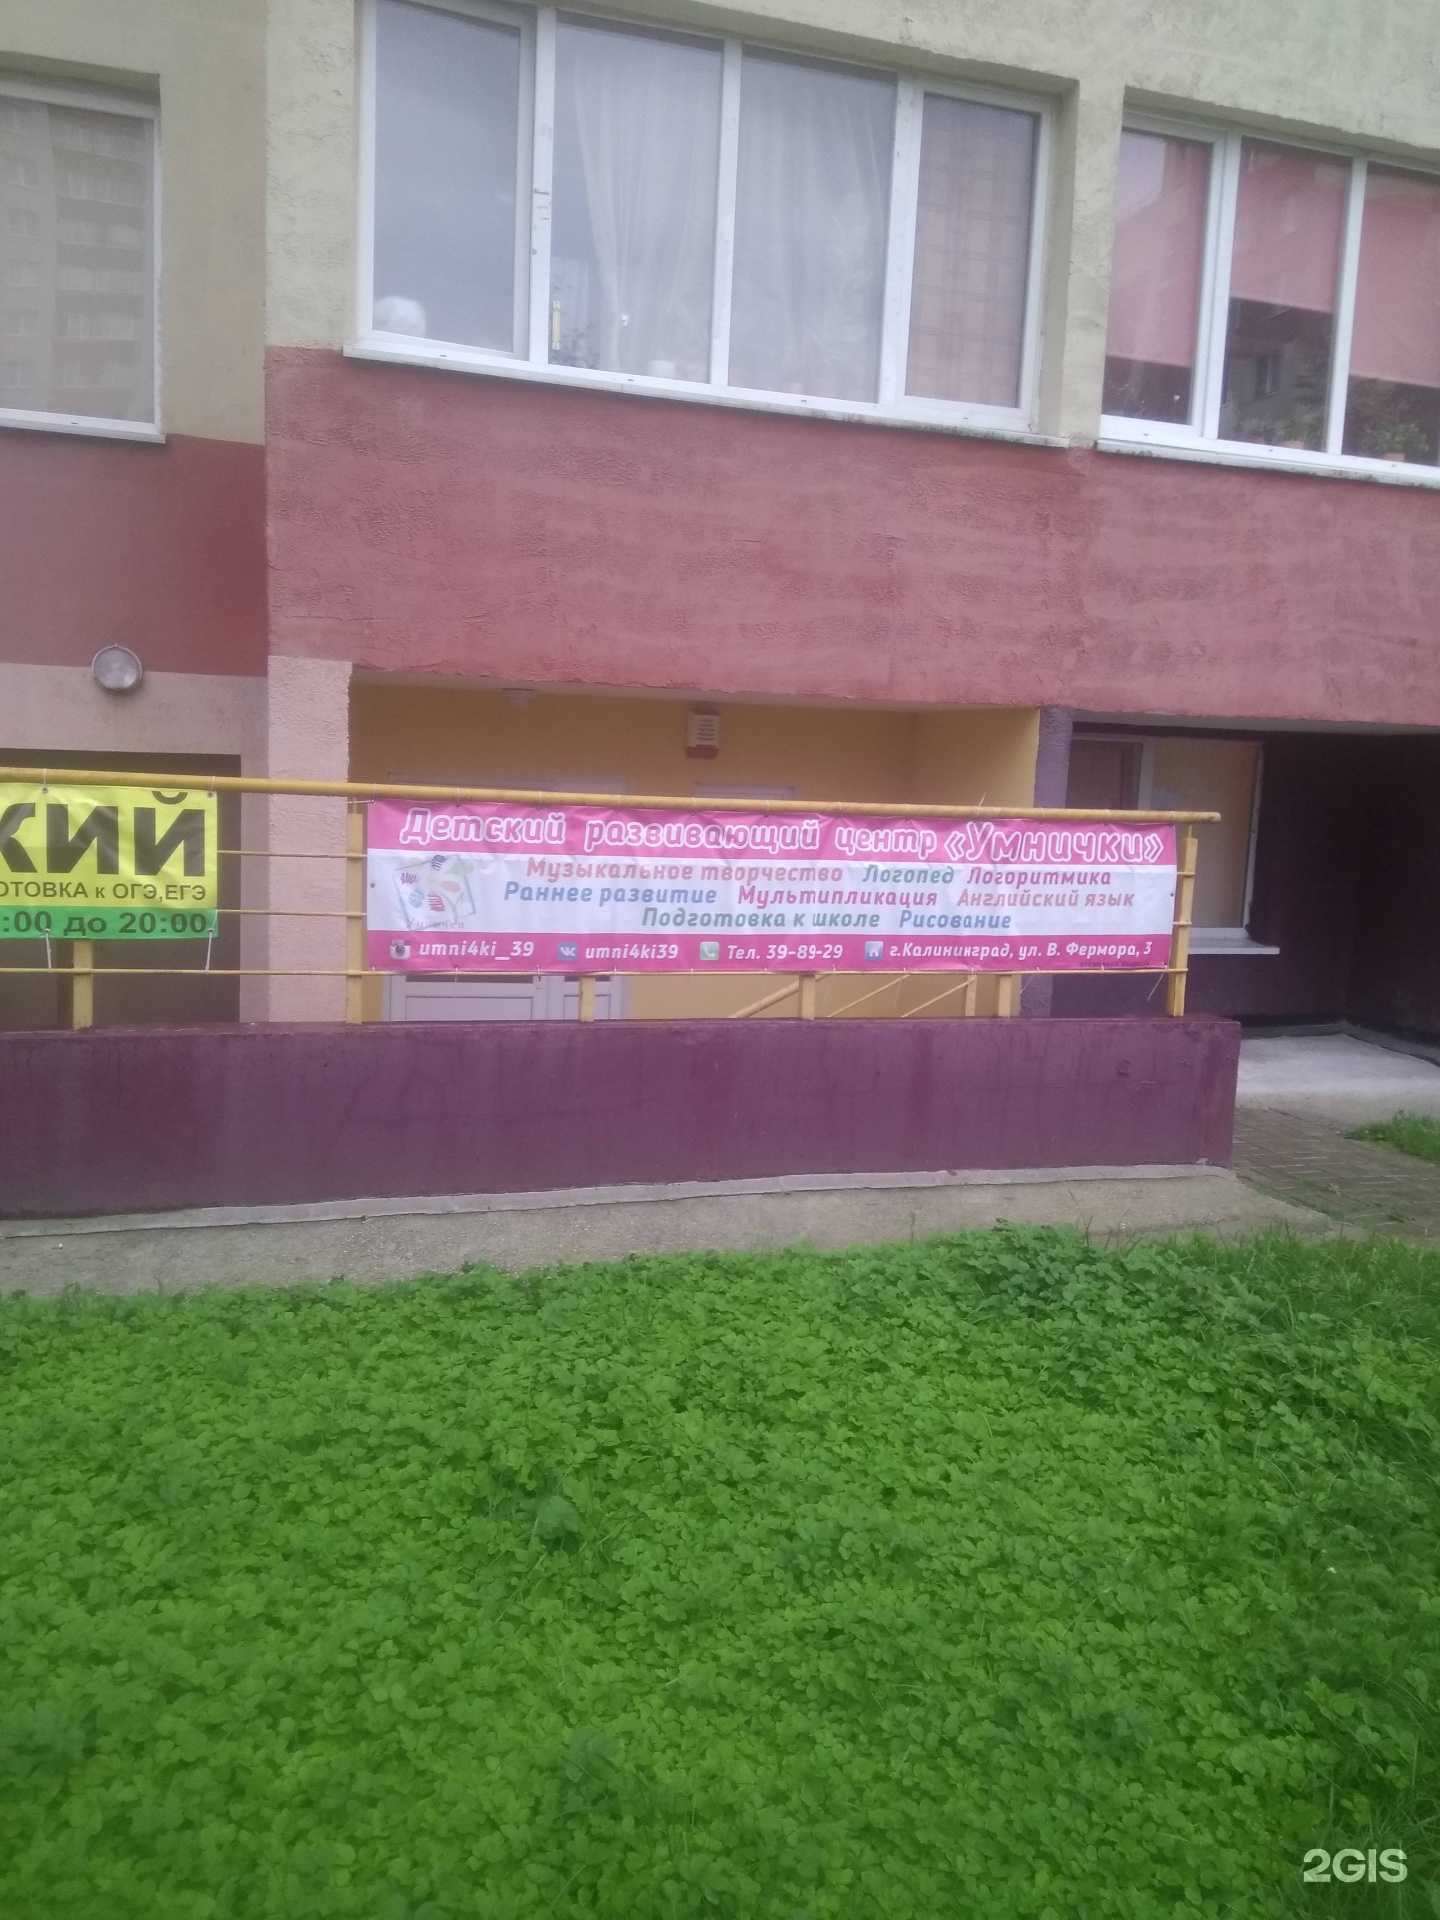 кий
ОТОВКА к ОГЭ,ЕГЭ
:00 до 20:00
Детский развивающий центр «Умнички»
Музыкальное творчество Логопед Логоритмика
Раннее развитие Мультипликация Английский язык
Подготовка к школе Рисование
umni4ki_39 umni4ki39 Тел. 39-89-29 г.Калининград, ул. В. Фермора, 3
2GIS